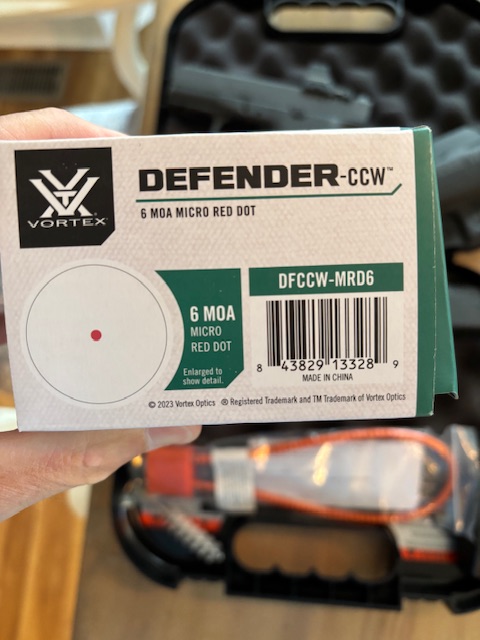 VORTEX®
DEFENDER-CCW™
6 MOA MICRO RED DOT
6 MOA
MICRO
RED DOT
Enlarged to
show detail.
DFCCW-MRD6
8 43829 13328 9
MADE IN CHINA
© 2023 Vortex Optics ® Registered Trademark and TM Trademark of Vortex Optics